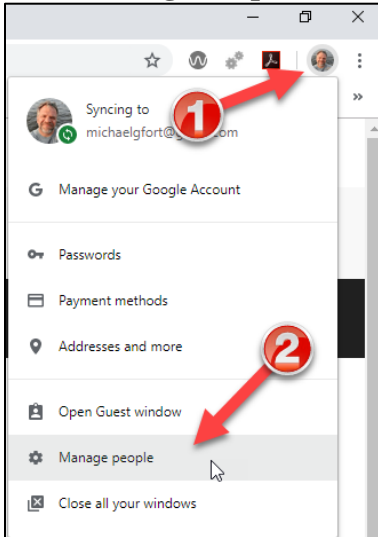 1
Syncing to
michaelgfort@g com
G Manage your Google Account
Passwords
Payment methods
Addresses and more
2
Open Guest window
Manage people
Close all your windows